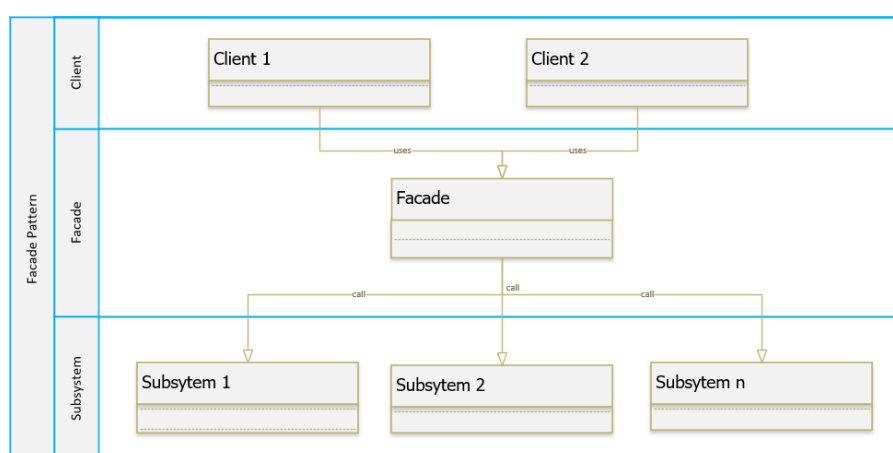 Facade Pattern
Client
Client 1
Client 2
uses
uses
Facade
Facade
call
call
call
Subsystem
Subsytem 1
Subsytem 2
Subsytem n